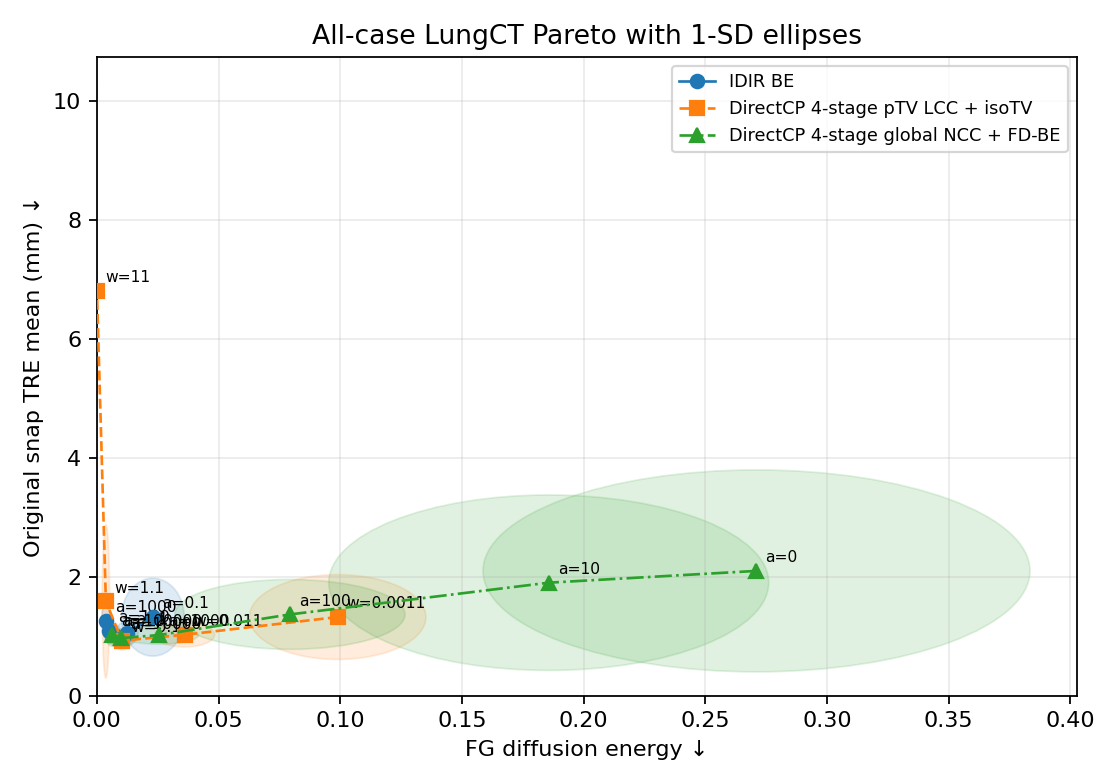 All-case LungCT Pareto with 1-SD ellipses
IDIR BE
DirectCP 4-stage pTV LCC + isoTV
DirectCP 4-stage global NCC + FD-BE
Original snap TRE mean (mm) ↓
10
8
6
4
2
0
w=11
w=1.1
a=1000
a=0.1
a=100
w=0.0011
w=0.011
a=10
a=0
0.00
0.05
0.10
0.15
0.20
0.25
0.30
0.35
0.40
FG diffusion energy ↓